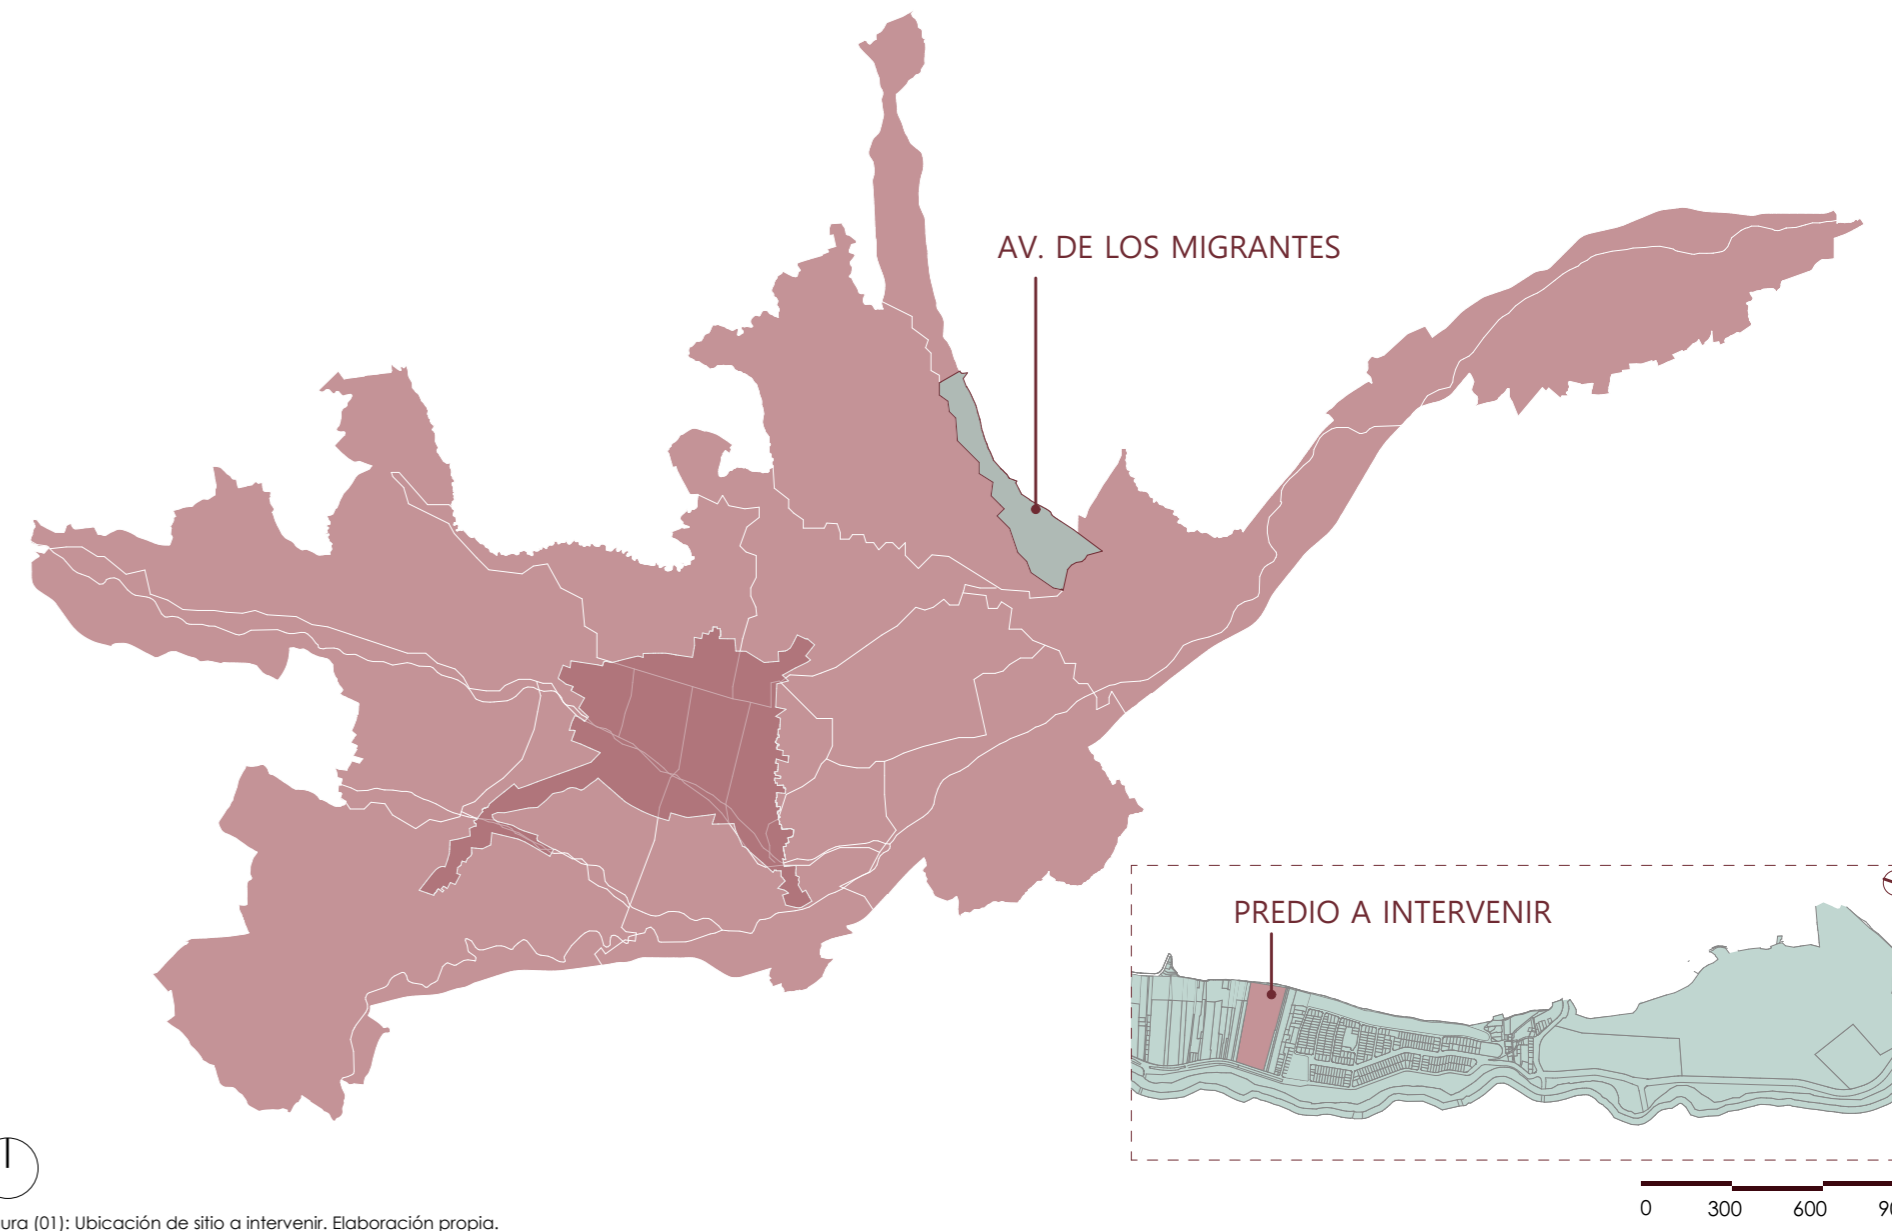 AV. DE LOS MIGRANTES
PREDIO A INTERVENIR
0 300 600
ura (01): Ubicación de sitio a intervenir. Elaboración propia.